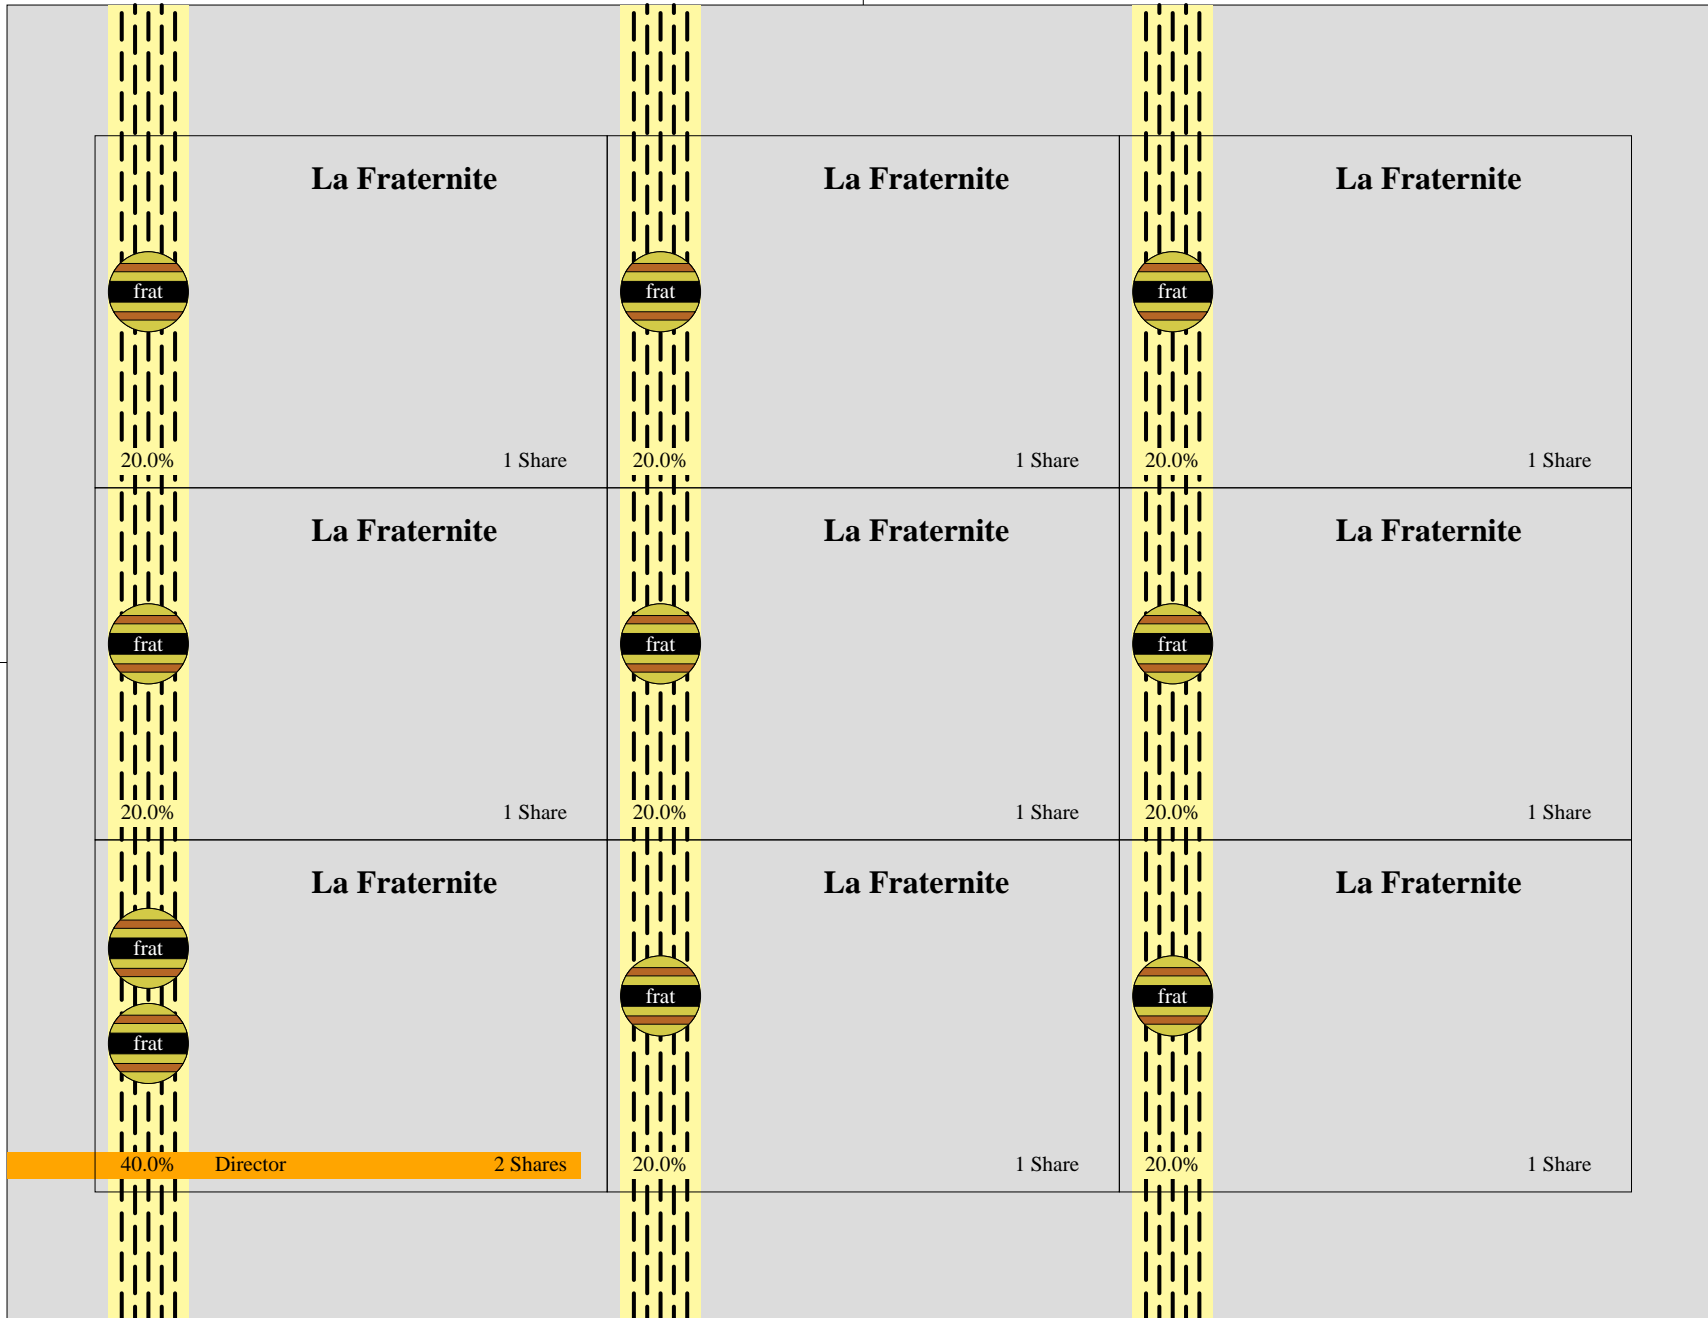 La Fraternite La Fraternite La Fraternite
frat frat frat
20.0% 1 Share 20.0% 1 Share 20.0% 1 Share
La Fraternite La Fraternite La Fraternite
frat frat frat
20.0% 1 Share 20.0% 1 Share 20.0% 1 Share
La Fraternite La Fraternite La Fraternite
frat
frat frat
frat
40.0% Director 2 Shares 20.0% 1 Share 20.0% 1 Share